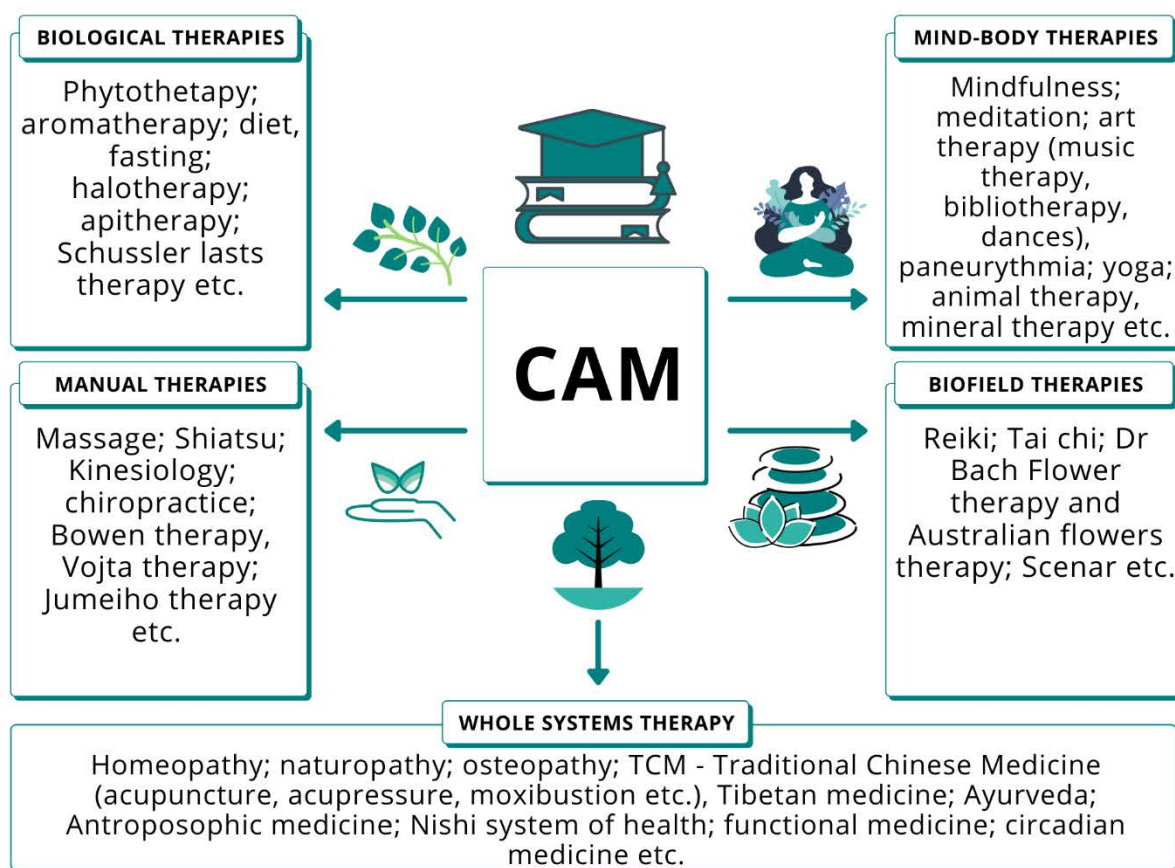 BIOLOGICAL THERAPIES
Phytothetapy;
aromatherapy; diet,
fasting;
halotherapy;
apitherapy;
Schussler lasts
therapy etc.
MIND-BODY THERAPIES
Mindfulness;
meditation; art
therapy (music
therapy,
bibliotherapy,
dances),
paneurythmia; yoga;
animal therapy,
mineral therapy etc.
CAM
MANUAL THERAPIES
Massage; Shiatsu;
Kinesiology;
chiropractice;
Bowen therapy,
Vojta therapy;
Jumeiho therapy
etc.
BIOFIELD THERAPIES
Reiki; Tai chi; Dr
Bach Flower
therapy and
Australian flowers
therapy; Scenar etc.
WHOLE SYSTEMS THERAPY
Homeopathy; naturopathy; osteopathy; TCM - Traditional Chinese Medicine
(acupuncture, acupressure, moxibustion etc.), Tibetan medicine; Ayurveda;
Antroposophic medicine; Nishi system of health; functional medicine; circadian
medicine etc.